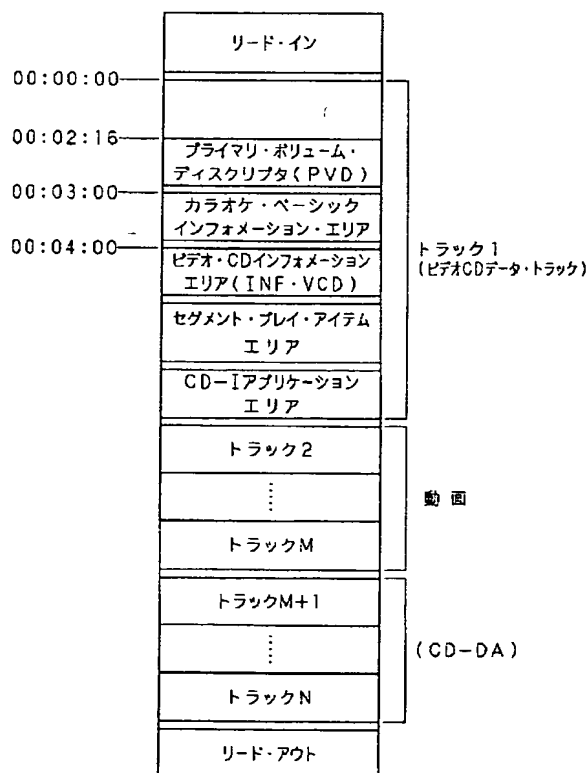 リード・イン
00:00:00
00:02:16
プライマリ・ボリューム・
ディスクリプタ(PVD)
00:03:00
カラオケ・ベーシック
インフォメーション・エリア
00:04:00
ビデオ・CDインフォメーション
エリア(INF・VCD)
セグメント・プレイ・アイテム
エリア
CD-Iアプリケーション
エリア
トラック1
(ビデオCDデータ・トラック)
トラック2
トラックM
動画
トラックM+1
トラックN
(CD-DA)
リード・アウト